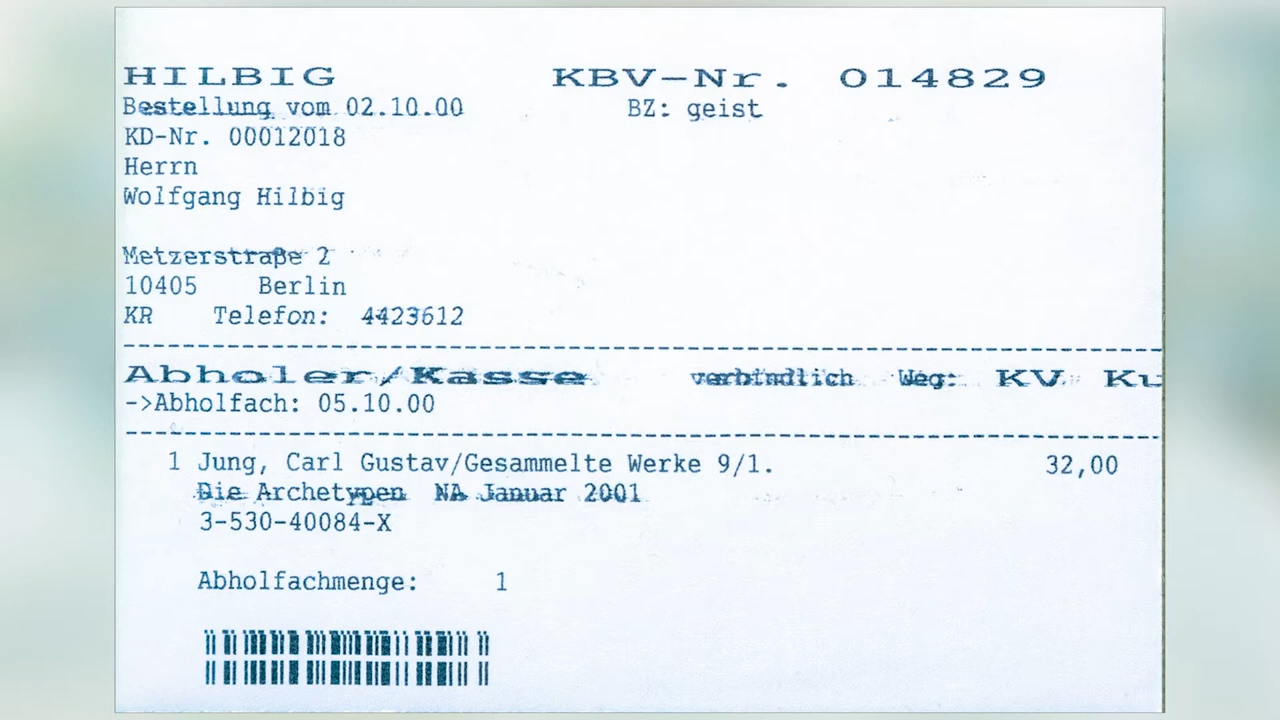 HILBIG KBV-Nr. 014829
Bestellung vom 02.10.00 BZ: geist
KD-Nr. 00012018
Herrn
Wolfgang Hilbig
Metzerstraße 2
10405 Berlin
KR Telefon: 4423612
Abholer/Kasse verbindlich Weg: KV Ku
->Abholfach: 05.10.00
1 Jung, Carl Gustav/Gesammelte Werke 9/1. 32,00
Die Archetypen NA Januar 2001
3-530-40084-X
Abholfachmenge: 1